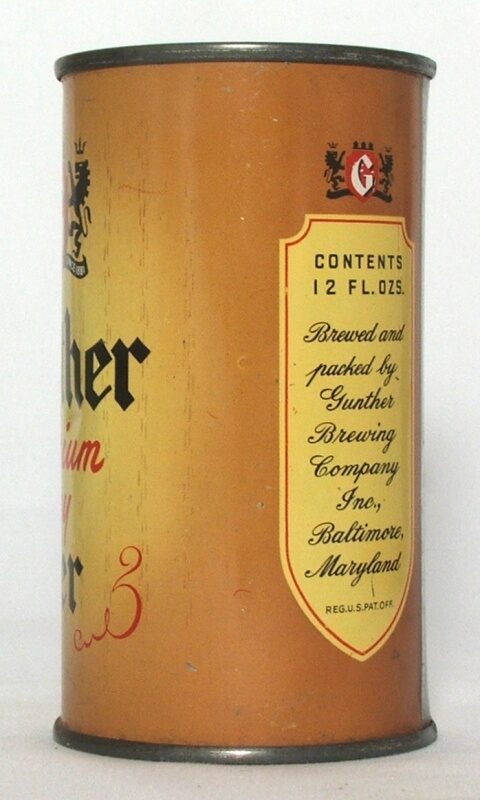 ther
ium
y
er
G
CONTENTS
12 FL. OZS.
Brewed and
packed by
Gunther
Brewing
Company
Inc.,
Baltimore,
Maryland
REG.U.S.PAT.OFF.